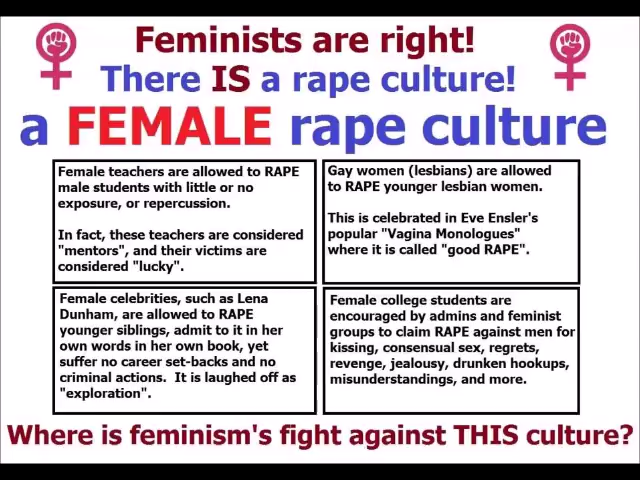 Feminists are right!
There IS a rape culture!
a FEMALE rape culture
Female teachers are allowed to RAPE
male students with little or no
exposure, or repercussion.
In fact, these teachers are considered
"mentors", and their victims are
considered "lucky".
Gay women (lesbians) are allowed
to RAPE younger lesbian women.
This is celebrated in Eve Ensler's
popular "Vagina Monologues"
where it is called "good RAPE".
Female celebrities, such as Lena
Dunham, are allowed to RAPE
younger siblings, admit to it in her
own words in her own book, yet
suffer no career set-backs and no
criminal actions.  It is laughed off as
"exploration".
Female college students are
encouraged by admins and feminist
groups to claim RAPE against men for
kissing, consensual sex, regrets,
revenge, jealousy, drunken hookups,
misunderstandings, and more.
Where is feminism's fight against THIS culture?